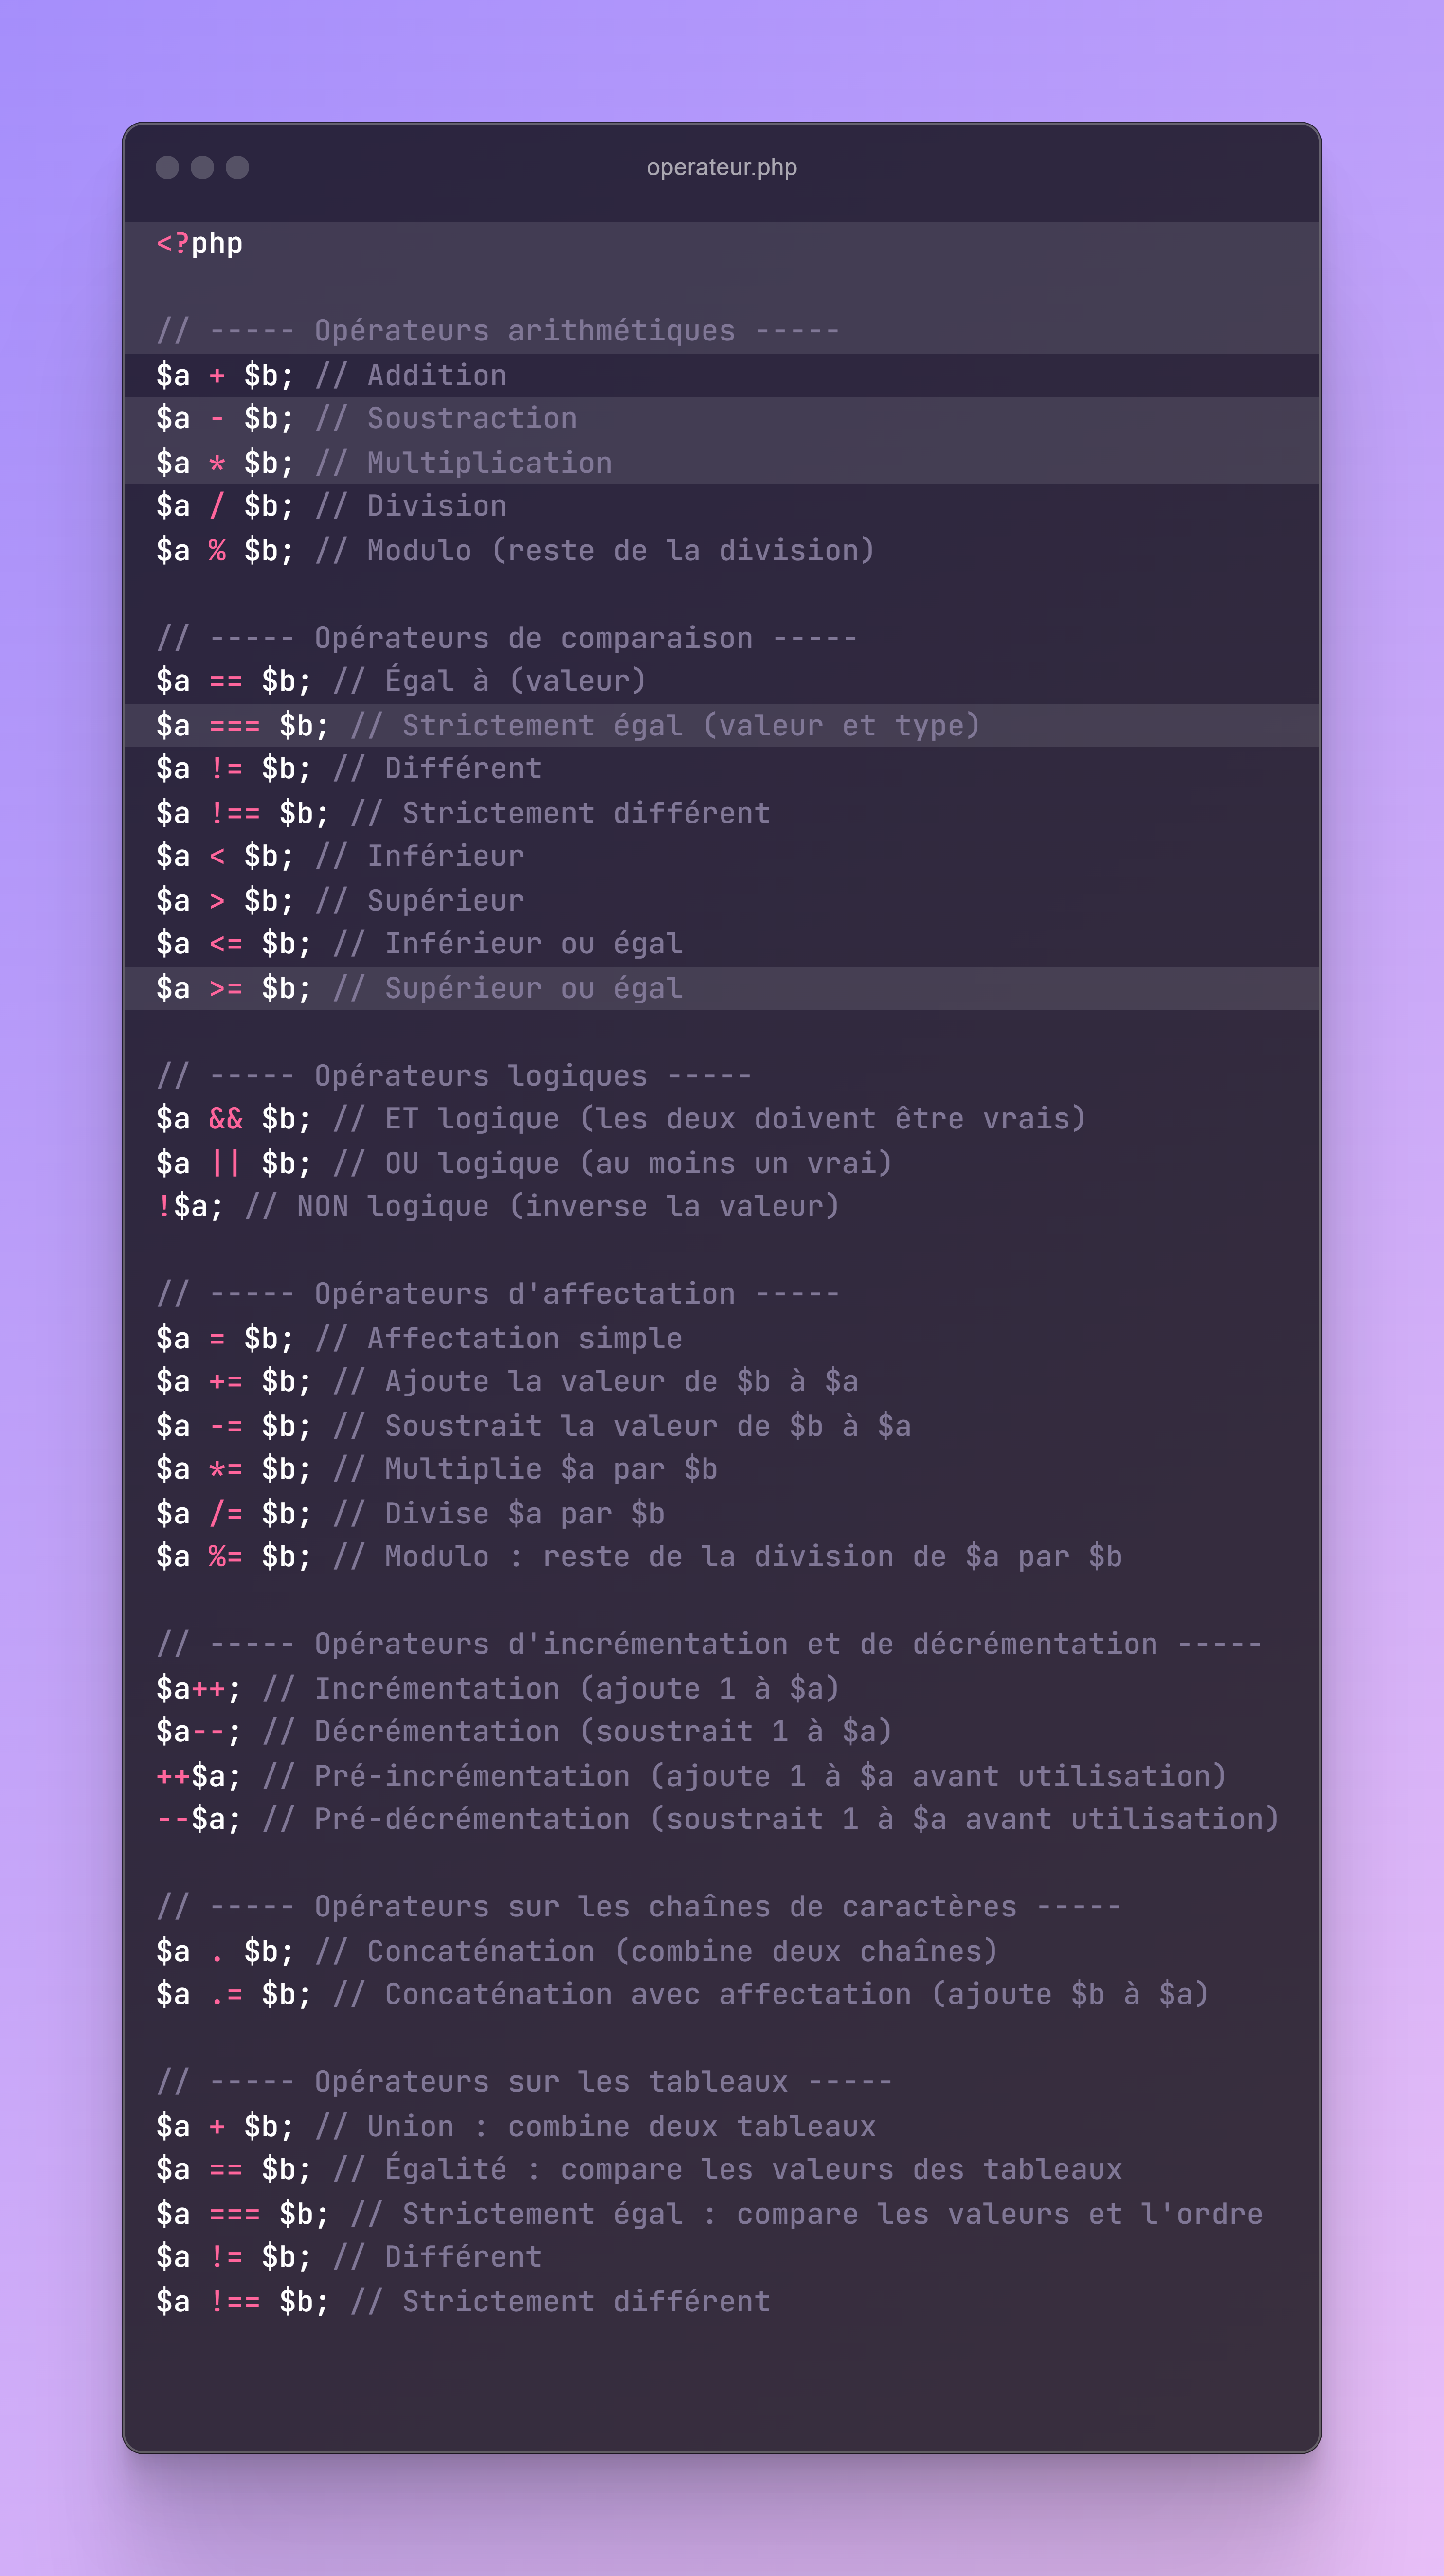 operateur.php
<?php
// ----- Opérateurs arithmétiques -----
$a + $b; // Addition
$a - $b; // Soustraction
$a * $b; // Multiplication
$a / $b; // Division
$a % $b; // Modulo (reste de la division)
// ----- Opérateurs de comparaison -----
$a == $b; // Égal à (valeur)
$a === $b; // Strictement égal (valeur et type)
$a != $b; // Différent
$a !== $b; // Strictement différent
$a < $b; // Inférieur
$a > $b; // Supérieur
$a <= $b; // Inférieur ou égal
$a >= $b; // Supérieur ou égal
// ----- Opérateurs logiques -----
$a && $b; // ET logique (les deux doivent être vrais)
$a || $b; // OU logique (au moins un vrai)
!$a; // NON logique (inverse la valeur)
// ----- Opérateurs d'affectation -----
$a = $b; // Affectation simple
$a += $b; // Ajoute la valeur de $b à $a
$a -= $b; // Soustrait la valeur de $b à $a
$a *= $b; // Multiplie $a par $b
$a /= $b; // Divise $a par $b
$a %= $b; // Modulo : reste de la division de $a par $b
// ----- Opérateurs d'incrémentation et de décrémentation -----
$a++; // Incrémentation (ajoute 1 à $a)
$a--; // Décrémentation (soustrait 1 à $a)
++$a; // Pré-incrémentation (ajoute 1 à $a avant utilisation)
--$a; // Pré-décrémentation (soustrait 1 à $a avant utilisation)
// ----- Opérateurs sur les chaînes de caractères -----
$a . $b; // Concaténation (combine deux chaînes)
$a .= $b; // Concaténation avec affectation (ajoute $b à $a)
// ----- Opérateurs sur les tableaux -----
$a + $b; // Union : combine deux tableaux
$a == $b; // Égalité : compare les valeurs des tableaux
$a === $b; // Strictement égal : compare les valeurs et l'ordre
$a != $b; // Différent
$a !== $b; // Strictement différent